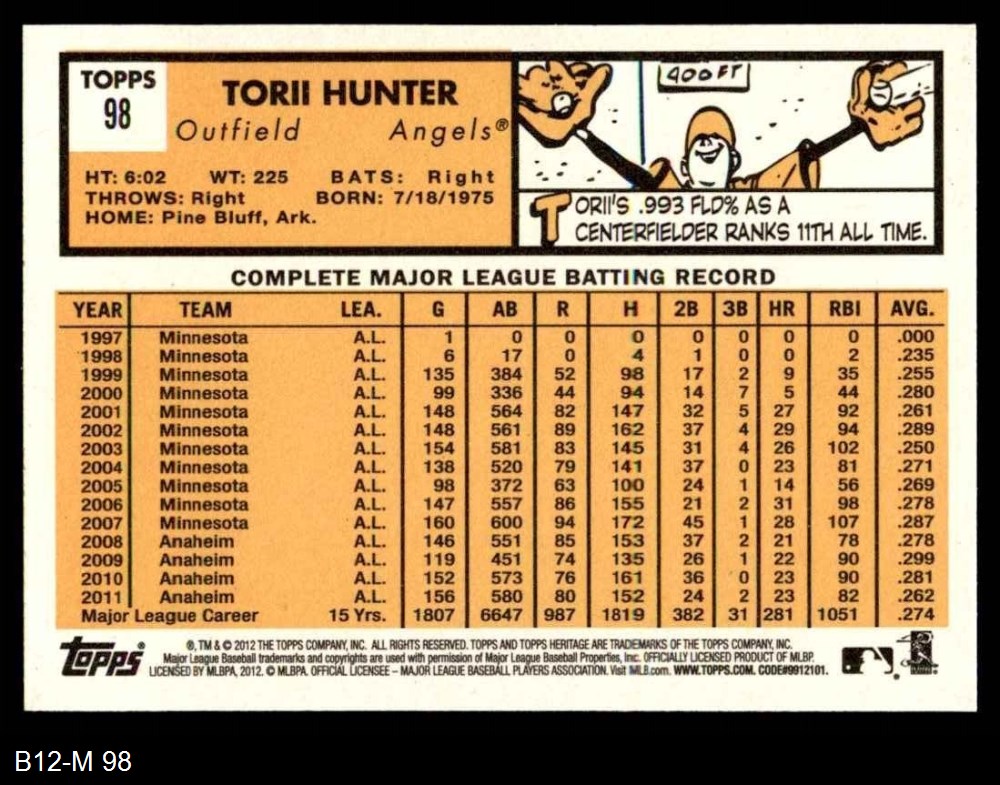 TOPPS
98
TORII HUNTER
Outfield Angels®
HT: 6:02 WT: 225 BATS: Right
THROWS: Right BORN: 7/18/1975
HOME: Pine Bluff, Ark.
400 FT
TORII'S .993 FLD% AS A
CENTERFIELDER RANKS 11TH ALL TIME.
COMPLETE MAJOR LEAGUE BATTING RECORD
YEAR TEAM LEA. G AB R H 2B 3B HR RBI AVG.
1997 Minnesota A.L. 1 0 0 0 0 0 0 0 .000
1998 Minnesota A.L. 6 17 0 4 1 0 0 2 .235
1999 Minnesota A.L. 135 384 52 98 17 2 9 35 .255
2000 Minnesota A.L. 99 336 44 94 14 7 5 44 .280
2001 Minnesota A.L. 148 564 82 147 32 5 27 92 .261
2002 Minnesota A.L. 148 561 89 162 37 4 29 94 .289
2003 Minnesota A.L. 154 581 83 145 31 4 26 102 .250
2004 Minnesota A.L. 138 520 79 141 37 0 23 81 .271
2005 Minnesota A.L. 98 372 63 100 24 1 14 56 .269
2006 Minnesota A.L. 147 557 86 155 21 2 31 98 .278
2007 Minnesota A.L. 160 600 94 172 45 1 28 107 .287
2008 Anaheim A.L. 146 551 85 153 37 2 21 78 .278
2009 Anaheim A.L. 119 451 74 135 26 1 22 90 .299
2010 Anaheim A.L. 152 573 76 161 36 0 23 90 .281
2011 Anaheim A.L. 156 580 80 152 24 2 23 82 .262
Major League Career 15 Yrs. 1807 6647 987 1819 382 31 281 1051 .274
Topps®
®, TM & © 2012 THE TOPPS COMPANY, INC. ALL RIGHTS RESERVED. TOPPS AND TOPPS HERITAGE ARE TRADEMARKS OF THE TOPPS COMPANY, INC.
Major League Baseball trademarks and copyrights are used with permission of Major League Baseball Properties, Inc. OFFICIALLY LICENSED PRODUCT OF MLBP.
LICENSED BY MLBPA, 2012. © MLBPA. OFFICIAL LICENSEE – MAJOR LEAGUE BASEBALL PLAYERS ASSOCIATION. Visit MLB.com. WWW.TOPPS.COM. CODE#9912101.
B12-M 98